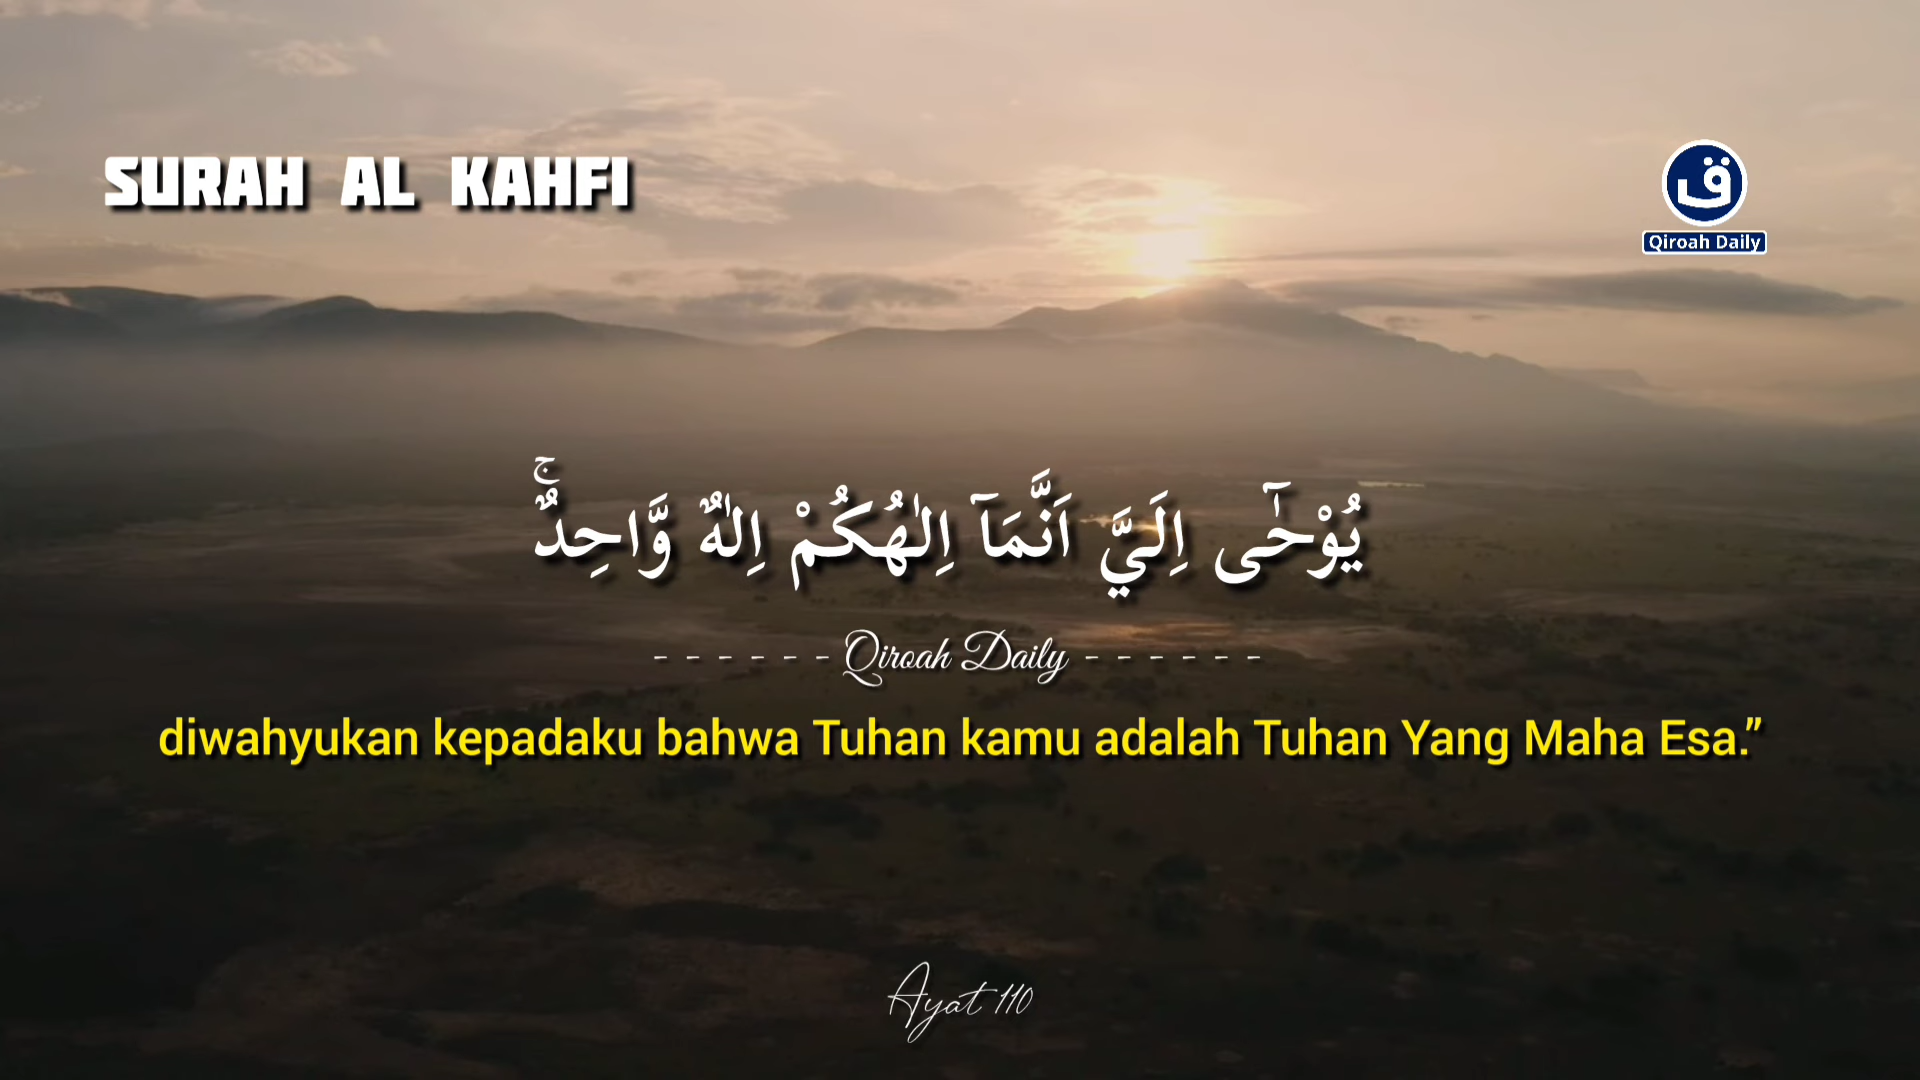 SURAH AL KAHFI
ق
Qiroah Daily
يُوْحٰٓى اِلَيَّ اَنَّمَآ اِلٰهُكُمْ اِلٰهٌ وَّاحِدٌۚ
- - - - - - Qiroah Daily - - - - - -
diwahyukan kepadaku bahwa Tuhan kamu adalah Tuhan Yang Maha Esa.”
Ayat 110